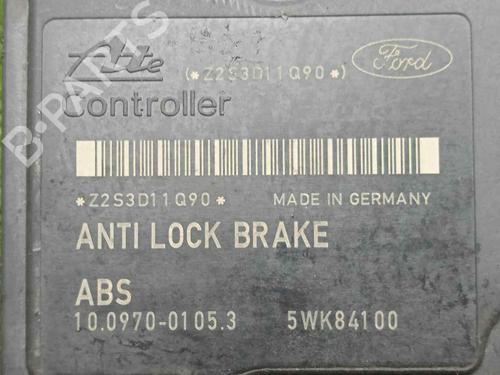 Ate (*Z2S3D11Q90*) Ford
Controller
B-PARTS
*Z2S3D11Q90* MADE IN GERMANY
ANTI LOCK BRAKE
ABS
10.0970-0105.3 5WK84100